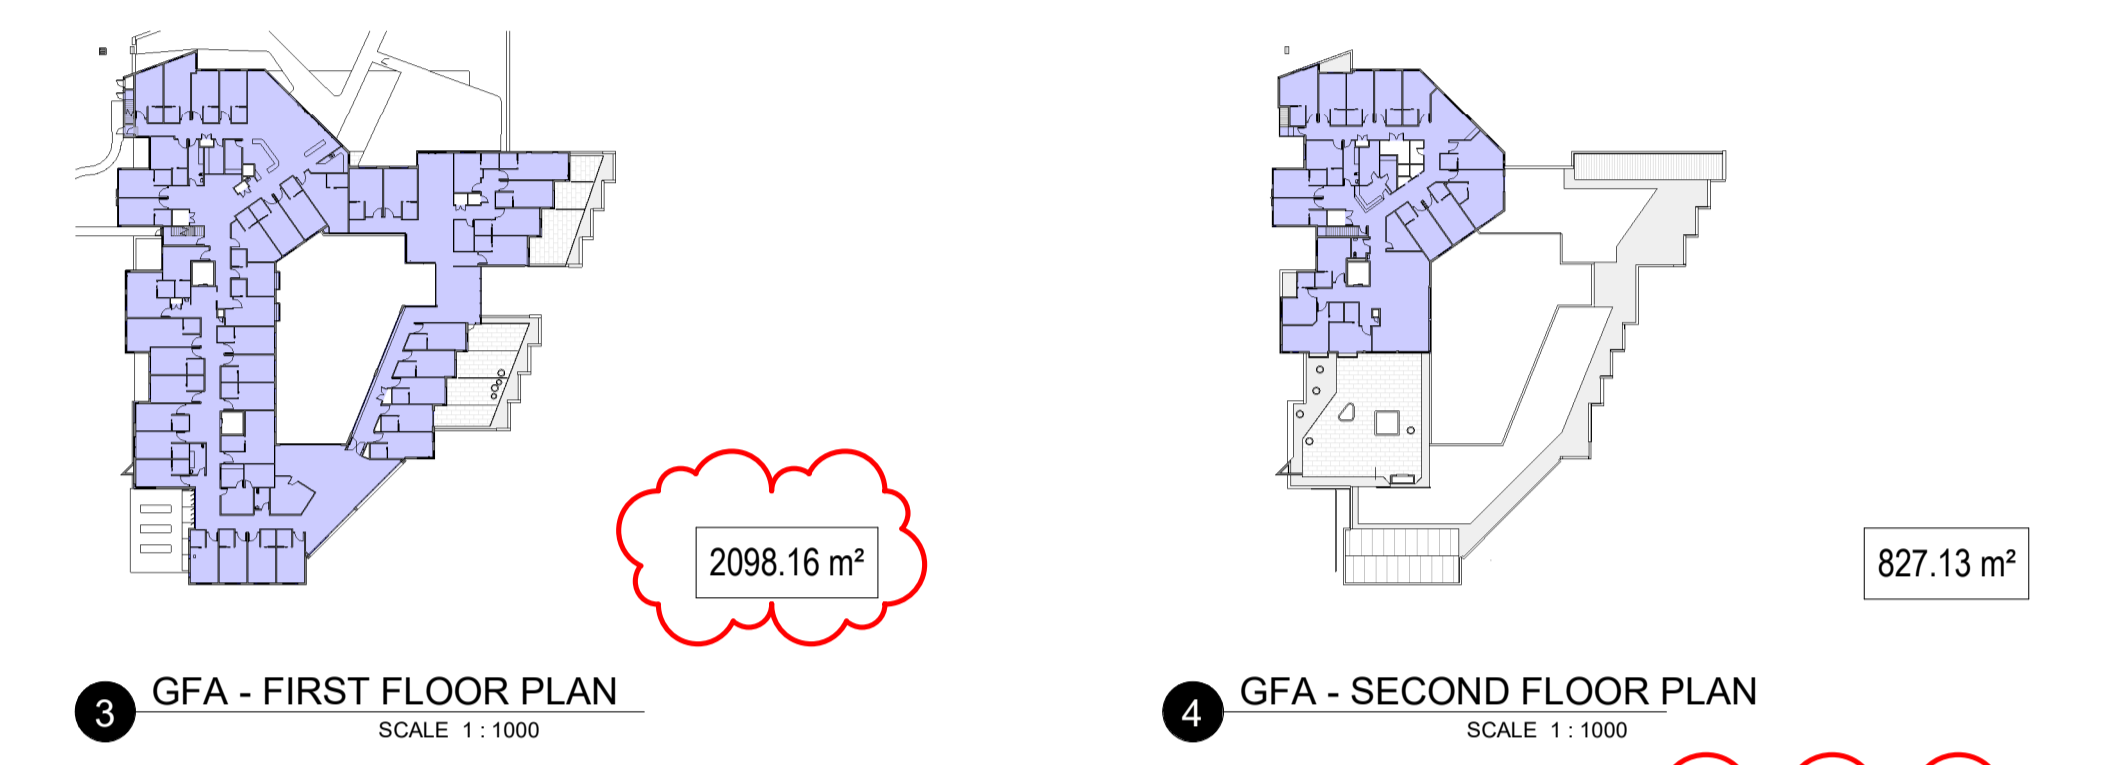 2098.16 m²
827.13 m²
3
GFA - FIRST FLOOR PLAN
SCALE 1 : 1000
4
GFA - SECOND FLOOR PLAN
SCALE 1 : 1000